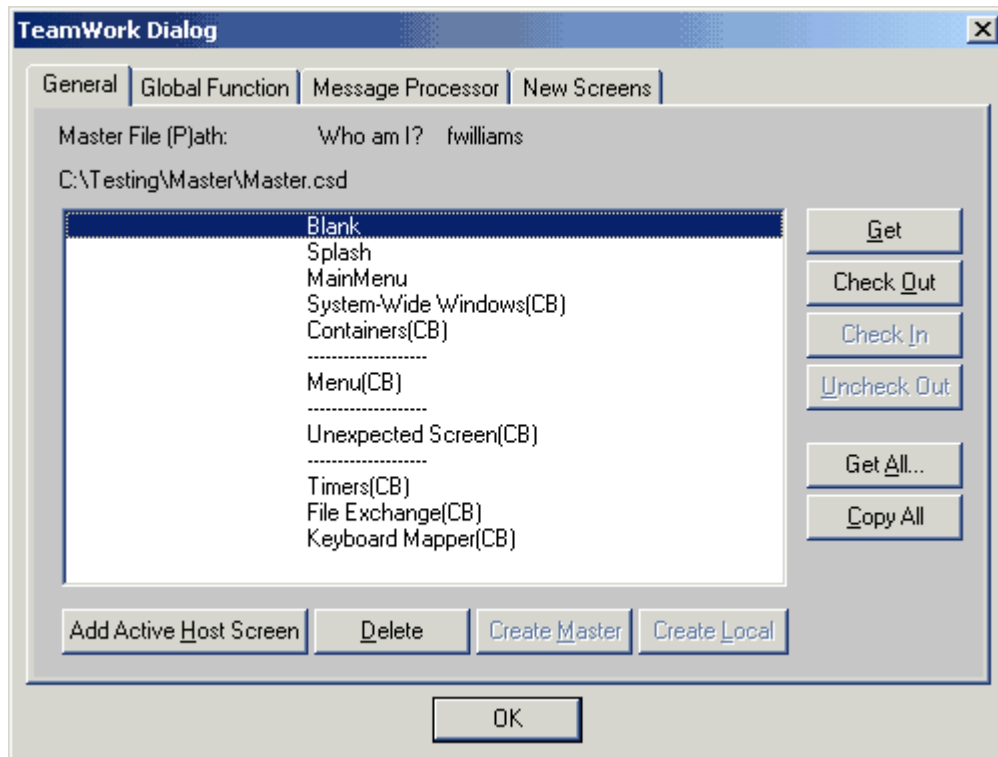 TeamWork Dialog
General
Global Function
Message Processor
New Screens
Master File (P)ath:
Who am I? fwilliams
C:\Testing\Master\Master.csd
Blank
Splash
MainMenu
System-Wide Windows(CB)
Containers(CB)
--------------------
Menu(CB)
--------------------
Unexpected Screen(CB)
--------------------
Timers(CB)
File Exchange(CB)
Keyboard Mapper(CB)
Get
Check Out
Check In
Uncheck Out
Get All...
Copy All
Add Active Host Screen
Delete
Create Master
Create Local
OK